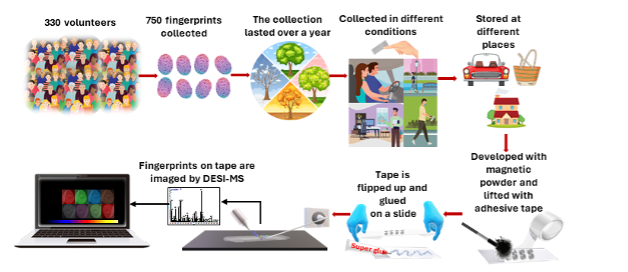 330 volunteers
750 fingerprints
collected
The collection
lasted over a year
Collected in different
conditions
Stored at
different
places
Developed with
magnetic
powder and
lifted with
adhesive tape
Tape is
flipped up and
glued
on a slide
Super glue
Fingerprints on tape are
imaged by DESI-MS